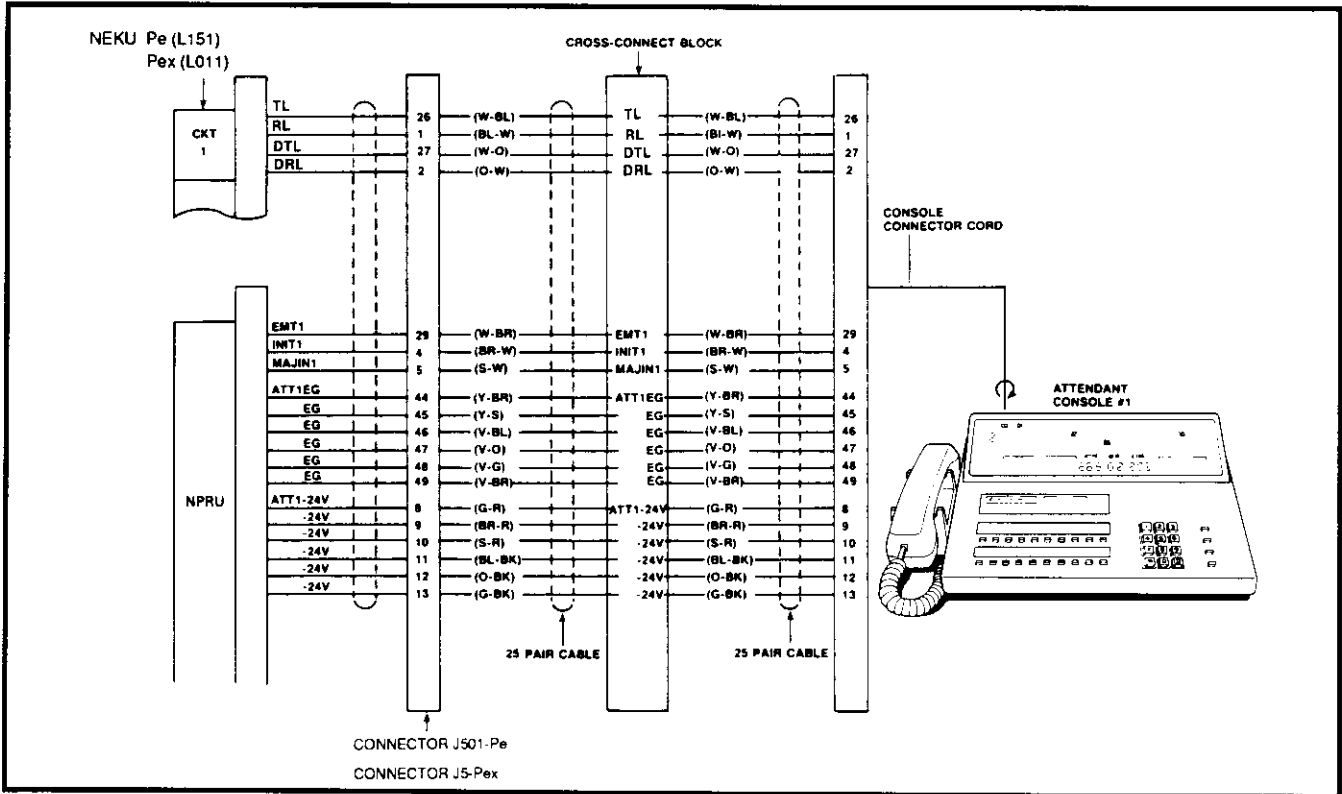 NEKU Pe (L151)
Pex (L011)
CROSS-CONNECT BLOCK
CKT
1
TL 26 (W-BL) TL (W-BL) 26
RL 1 (BL-W) RL (Bl-W) 1
DTL 27 (W-O) DTL (W-O) 27
DRL 2 (O-W) DRL (O-W) 2
CONSOLE
CONNECTOR CORD
EMT1 29 (W-BR) EMT1 (W-BR) 29
INIT1 4 (BR-W) INIT1 (BR-W) 4
MAJIN1 5 (S-W) MAJIN1 (S-W) 5
ATTENDANT
CONSOLE #1
ATT1EG 44 (Y-BR) ATT1EG (Y-BR) 44
EG 45 (Y-S) EG (Y-S) 45
EG 46 (V-BL) EG (V-BL) 46
EG 47 (V-O) EG (V-O) 47
EG 48 (V-G) EG (V-G) 48
EG 49 (V-BR) EG (V-BR) 49
NPRU
ATT1-24V 8 (G-R) ATT1-24V (G-R) 8
-24V 9 (BR-R) -24V (BR-R) 9
-24V 10 (S-R) -24V (S-R) 10
-24V 11 (BL-BK) -24V (BL-BK) 11
-24V 12 (O-BK) -24V (O-BK) 12
-24V 13 (G-BK) -24V (G-BK) 13
25 PAIR CABLE
25 PAIR CABLE
CONNECTOR J501-Pe
CONNECTOR J5-Pex